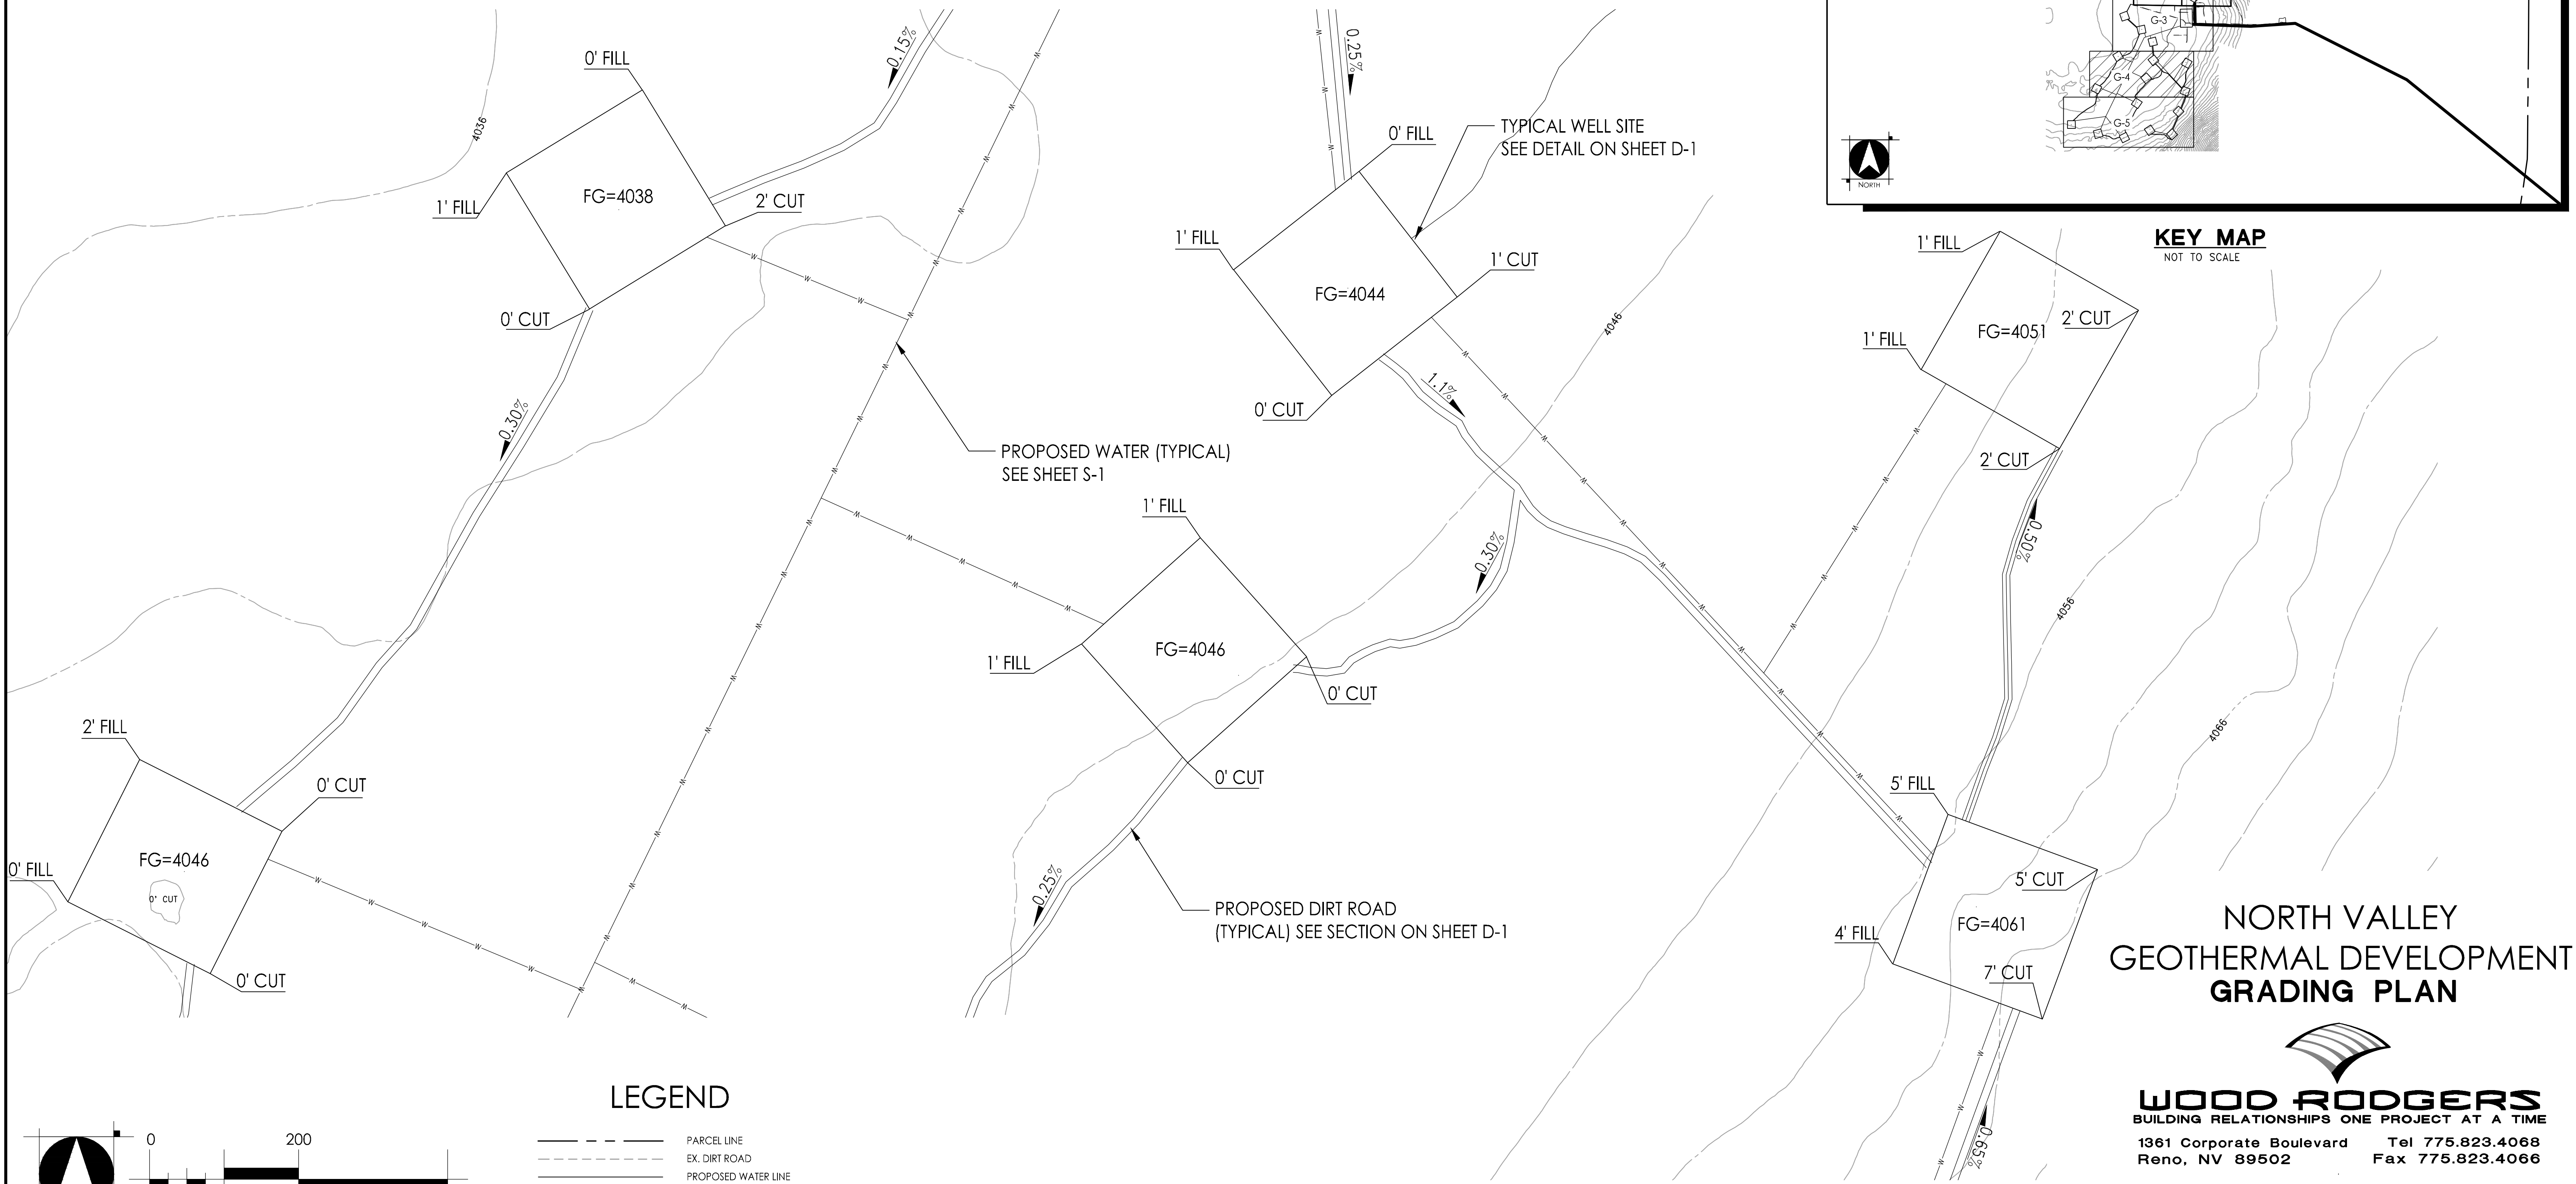 G-3
G-4
G-5
NORTH
KEY MAP
NOT TO SCALE
0.15%
0.25%
0' FILL
4036
FG=4038
1' FILL
2' CUT
0' CUT
0.30%
TYPICAL WELL SITE
SEE DETAIL ON SHEET D-1
0' FILL
1' FILL
1' CUT
FG=4044
0' CUT
1.1%
4046
1' FILL
FG=4051
2' CUT
1' FILL
2' CUT
0.50%
PROPOSED WATER (TYPICAL)
SEE SHEET S-1
1' FILL
0.30%
FG=4046
1' FILL
0' CUT
0' CUT
4056
4066
2' FILL
0' CUT
FG=4046
0' FILL
0' CUT
0' CUT
0.25%
PROPOSED DIRT ROAD
(TYPICAL) SEE SECTION ON SHEET D-1
5' FILL
5' CUT
FG=4061
4' FILL
7' CUT
0.65%
NORTH VALLEY
GEOTHERMAL DEVELOPMENT
GRADING PLAN
WOOD RODGERS
BUILDING RELATIONSHIPS ONE PROJECT AT A TIME
1361 Corporate Boulevard Tel 775.823.4068
Reno, NV 89502 Fax 775.823.4066
LEGEND
PARCEL LINE
EX. DIRT ROAD
PROPOSED WATER LINE
0 200